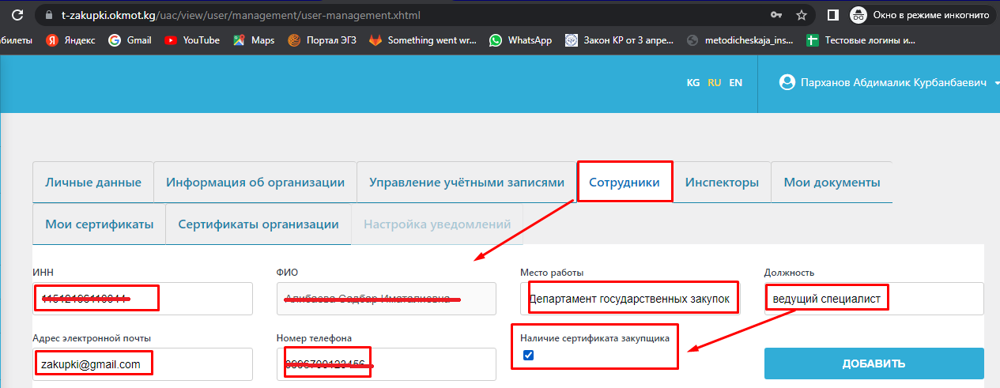 t-zakupki.okmot.kg/uac/view/user/management/user-management.xhtml
Окно в режиме инкогнито
абилеты Яндекс Gmail YouTube Maps Портал ЭГЗ Something went wr... WhatsApp Закон КР от 3 апре... metodicheskaja_ins... Тестовые логины и...
KG RU EN Парханов Абдималик Курбанбаевич
Личные данные Информация об организации Управление учётными записями Сотрудники Инспекторы Мои документы
Мои сертификаты Сертификаты организации Настройка уведомлений
ИНН ФИО Место работы Должность
Департамент государственных закупок ведущий специалист
Адрес электронной почты Номер телефона Наличие сертификата закупщика
zakupki@gmail.com ДОБАВИТЬ